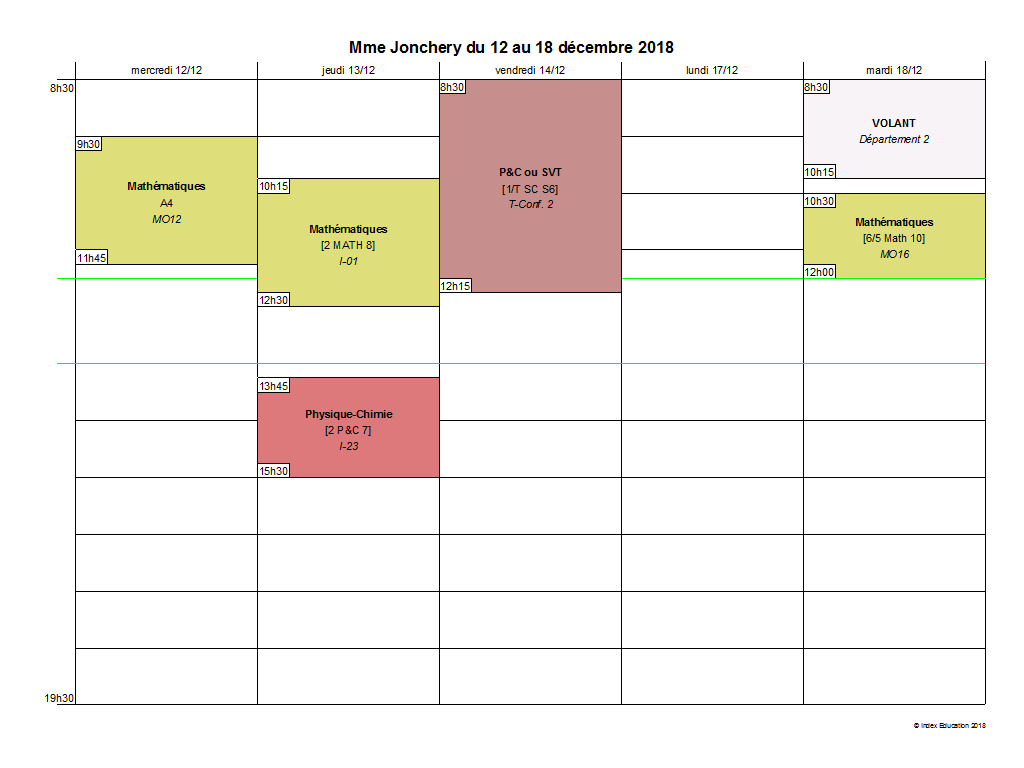 Mme Jonchery du 12 au 18 décembre 2018
mercredi 12/12
jeudi 13/12
vendredi 14/12
lundi 17/12
mardi 18/12
8h30
9h30
Mathématiques
A4
MO12
11h45
10h15
Mathématiques
[2 MATH 8]
I-01
12h30
13h45
Physique-Chimie
[2 P&C 7]
I-23
15h30
8h30
P&C ou SVT
[1/T SC S6]
T-Conf. 2
12h15
8h30
VOLANT
Département 2
10h15
10h30
Mathématiques
[6/5 Math 10]
MO16
12h00
19h30
© Index Education 2018